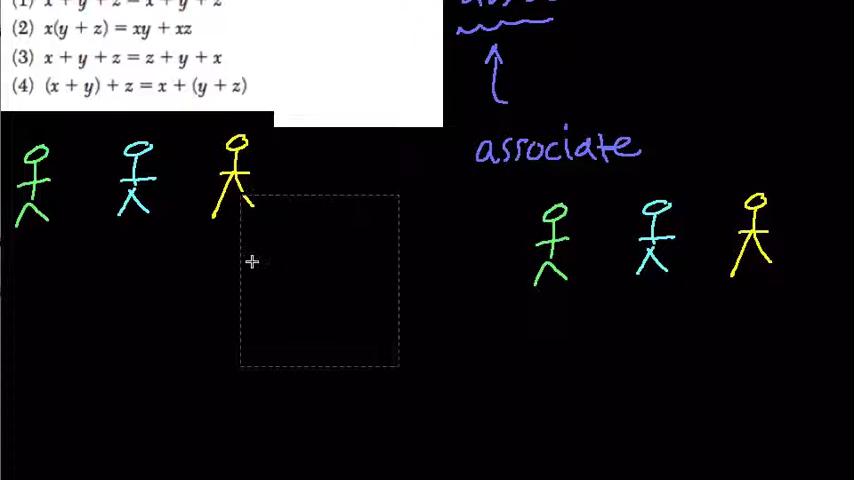 (2) x(y + z) = xy + xz
(3) x + y + z = z + y + x
(4) (x + y) + z = x + (y + z)
associate